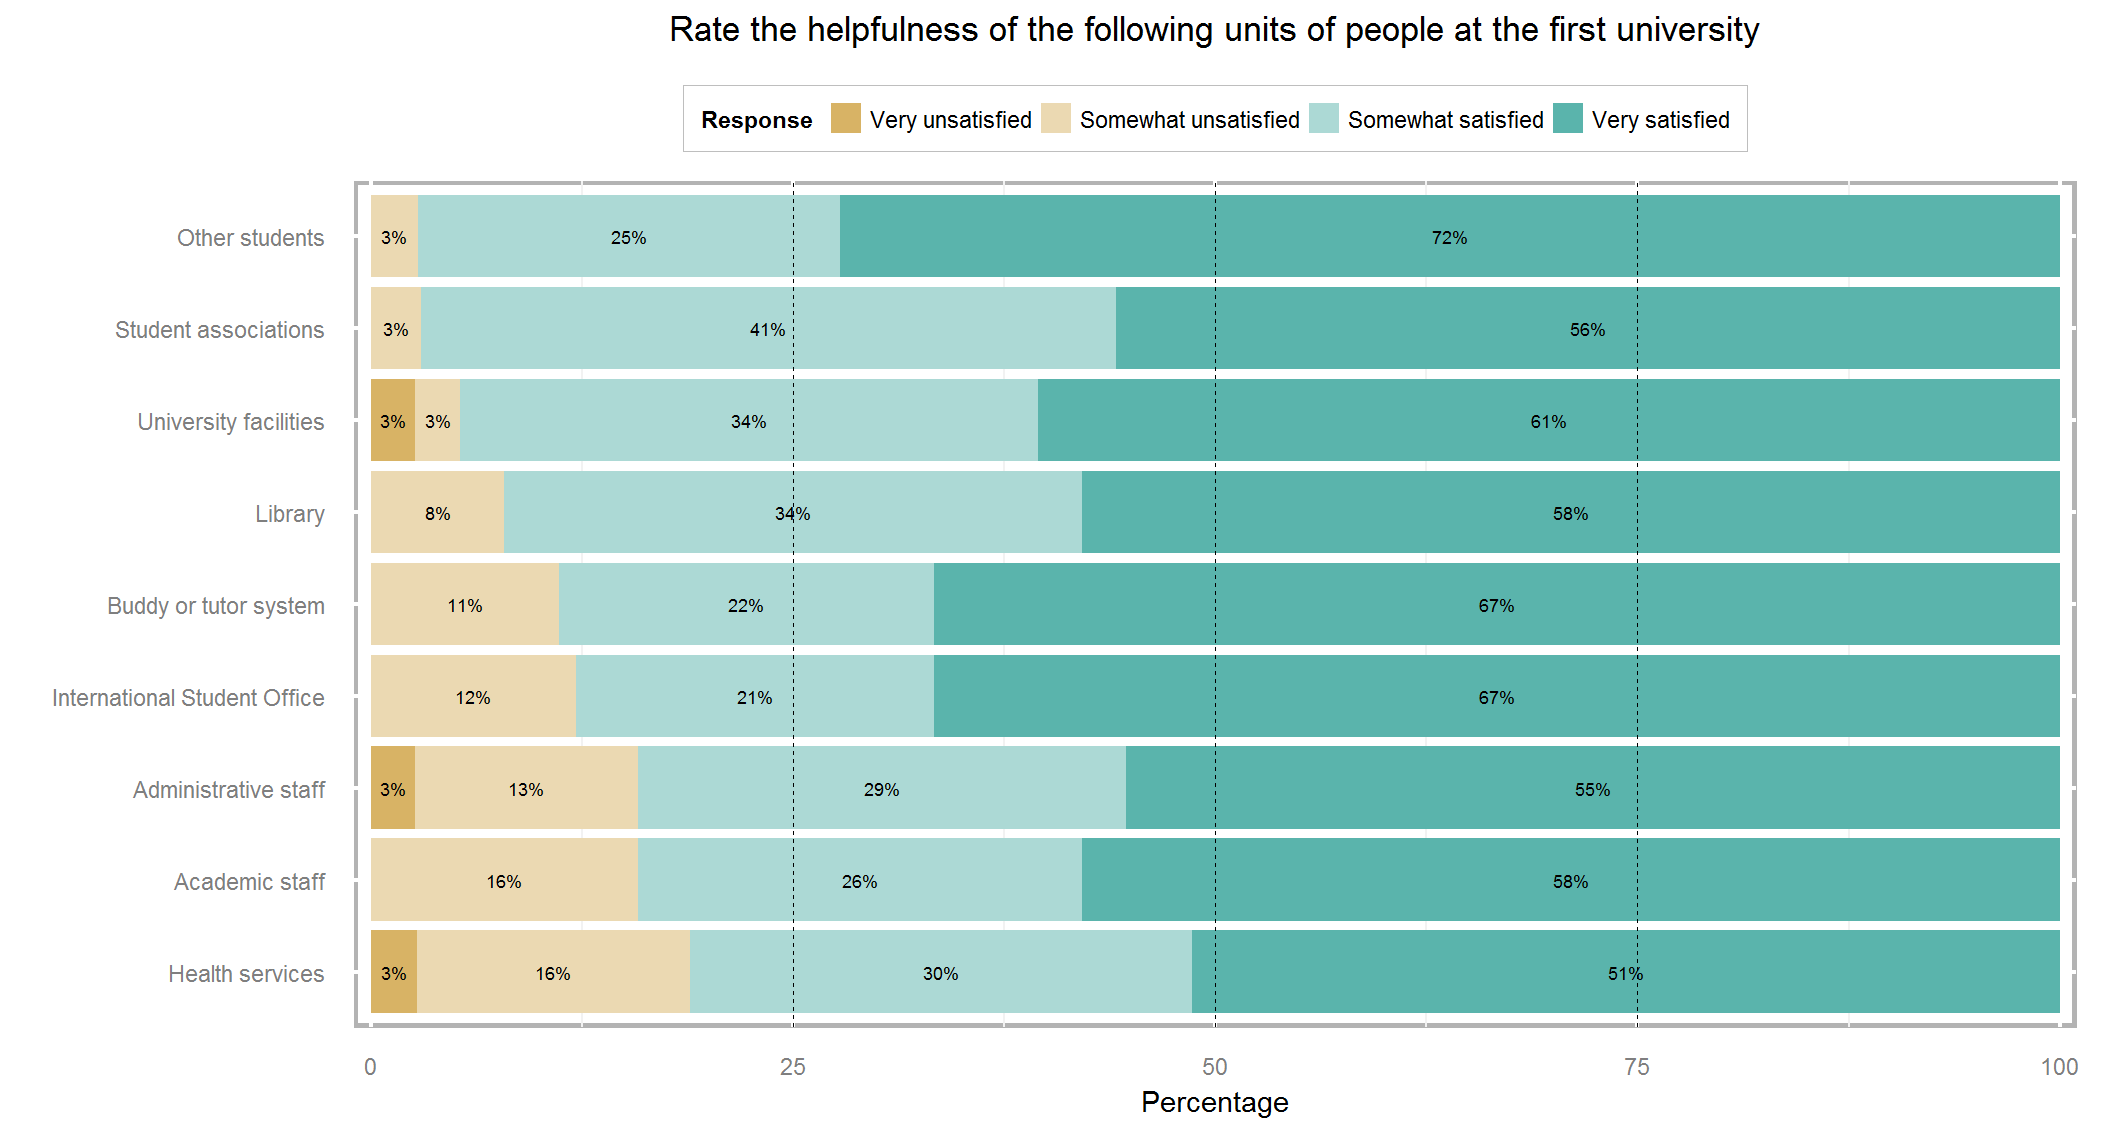 Rate the helpfulness of the following units of people at the first university
Response Very unsatisfied Somewhat unsatisfied Somewhat satisfied Very satisfied
Other students 3% 25% 72%
Student associations 3% 41% 56%
University facilities 3% 3% 34% 61%
Library 8% 34% 58%
Buddy or tutor system 11% 22% 67%
International Student Office 12% 21% 67%
Administrative staff 3% 13% 29% 55%
Academic staff 16% 26% 58%
Health services 3% 16% 30% 51%
0 25 50 75 100
Percentage